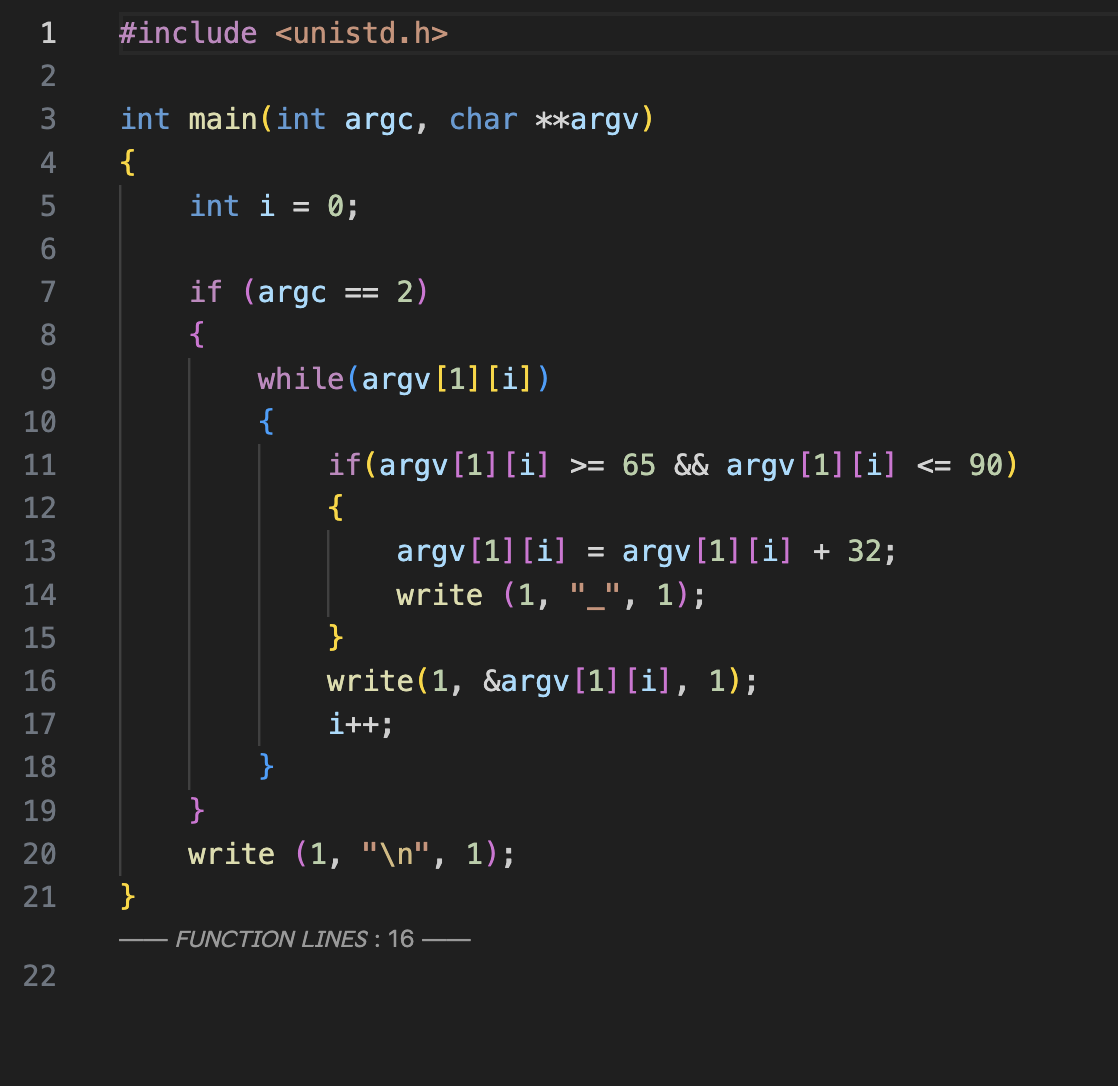 1 #include <unistd.h>
2
3 int main(int argc, char **argv)
4 {
5     int i = 0;
6
7     if (argc == 2)
8     {
9         while(argv[1][i])
10         {
11             if(argv[1][i] >= 65 && argv[1][i] <= 90)
12             {
13                 argv[1][i] = argv[1][i] + 32;
14                 write (1, "_", 1);
15             }
16             write(1, &argv[1][i], 1);
17             i++;
18         }
19     }
20     write (1, "\n", 1);
21 }
—— FUNCTION LINES : 16 ——
22